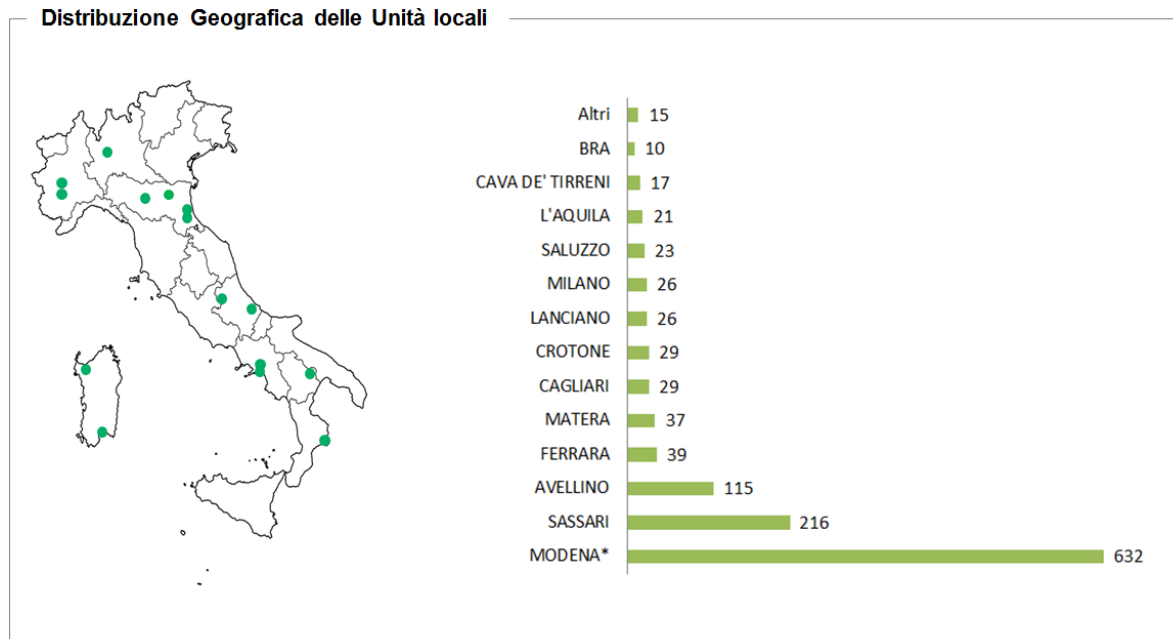 Distribuzione Geografica delle Unità locali
Altri 15
BRA 10
CAVA DE' TIRRENI 17
L'AQUILA 21
SALUZZO 23
MILANO 26
LANCIANO 26
CROTONE 29
CAGLIARI 29
MATERA 37
FERRARA 39
AVELLINO 115
SASSARI 216
MODENA* 632